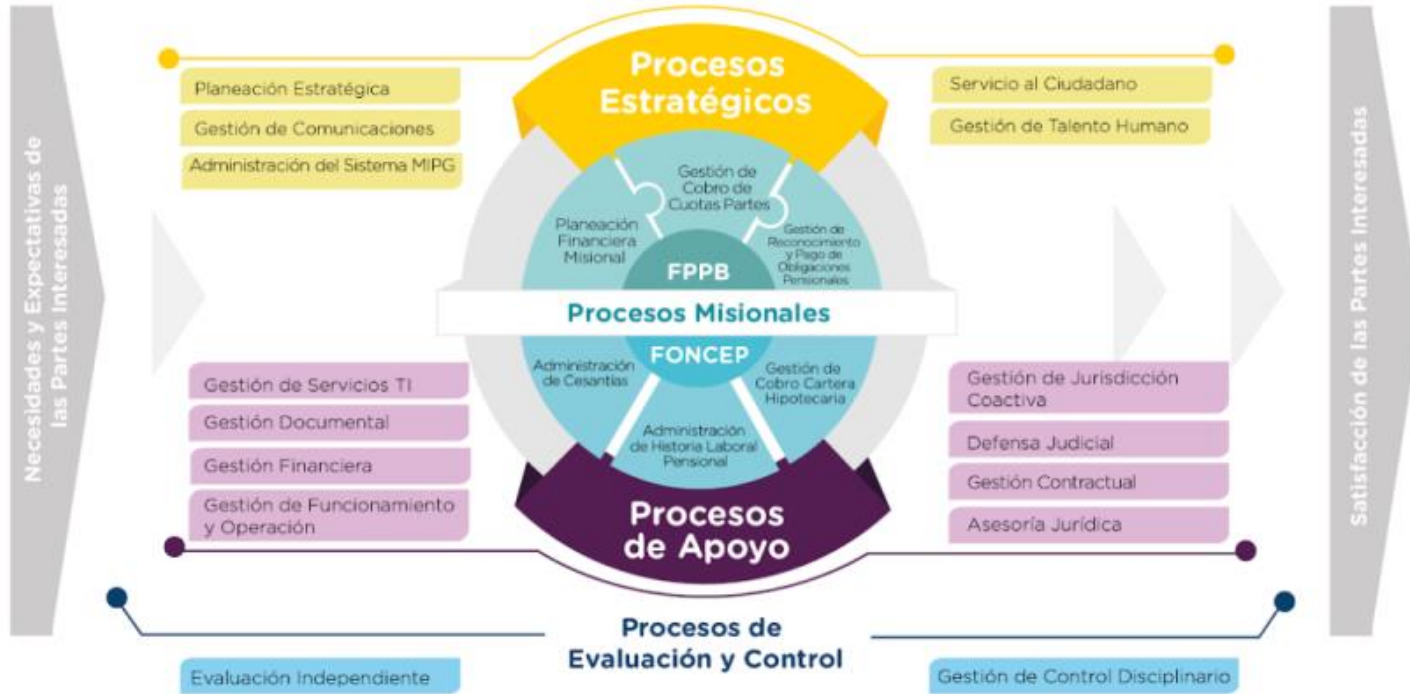 Necesidades y Expectativas de
las Partes Interesadas
Procesos
Estratégicos
Planeación Estratégica
Gestión de Comunicaciones
Administración del Sistema MIPG
Servicio al Ciudadano
Gestión de Talento Humano
Gestión de
Cobro de
Cuotas Partes
Planeación
Financiera
Misional
Gestión de
Reconocimiento
y Pago de
Obligaciones
Pensionales
FPPB
Procesos Misionales
FONCEP
Administración
de Cesantías
Gestión de
Cobro Cartera
Hipotecaria
Administración
de Historia Laboral
Pensional
Gestión de Servicios TI
Gestión Documental
Gestión Financiera
Gestión de Funcionamiento
y Operación
Gestión de Jurisdicción
Coactiva
Defensa Judicial
Gestión Contractual
Asesoría Jurídica
Procesos
de Apoyo
Procesos de
Evaluación y Control
Evaluación Independiente
Gestión de Control Disciplinario
Satisfacción de las Partes Interesadas